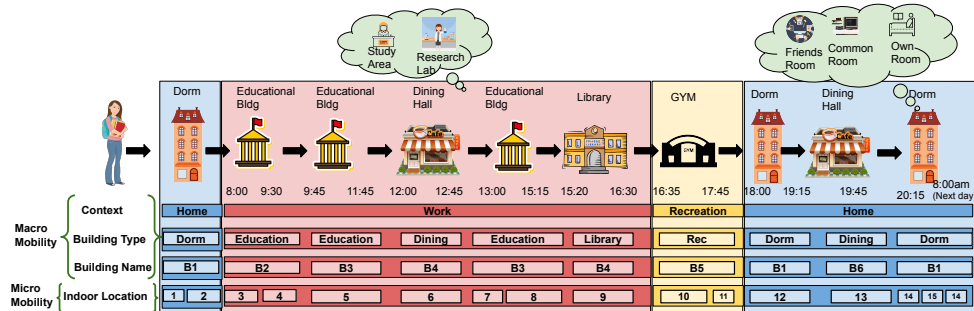 Study
Area
Research
Lab
Friends
Room
Common
Room
Own
Room
Dorm
Educational
Bldg
Educational
Bldg
Dining
Hall
Educational
Bldg
Library
GYM
Dorm
Dining
Hall
Dorm
Cafe
GYM
8:00 9:30 9:45 11:45 12:00 12:45 13:00 15:15 15:20 16:30 16:35 17:45 18:00 19:15 19:45 20:15 8:00am
(Next day)
Macro
Mobility
Context
Home Work Recreation Home
Building Type
Dorm Education Education Dining Education Library Rec Dorm Dining Dorm
Building Name
B1 B2 B3 B4 B3 B4 B5 B1 B6 B1
Micro
Mobility
Indoor Location
1 2 3 4 5 6 7 8 9 10 11 12 13 14 15 14